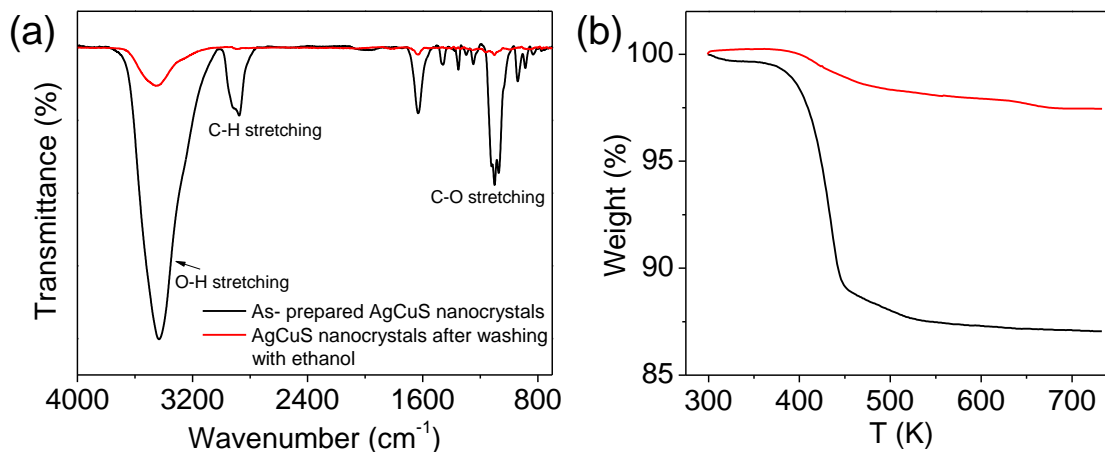 (a)
Transmittance (%)
C-H stretching
C-O stretching
O-H stretching
As- prepared AgCuS nanocrystals
AgCuS nanocrystals after washing
with ethanol
4000 3200 2400 1600 800
Wavenumber (cm⁻¹)
(b)
Weight (%)
100
95
90
85
300 400 500 600 700
T (K)